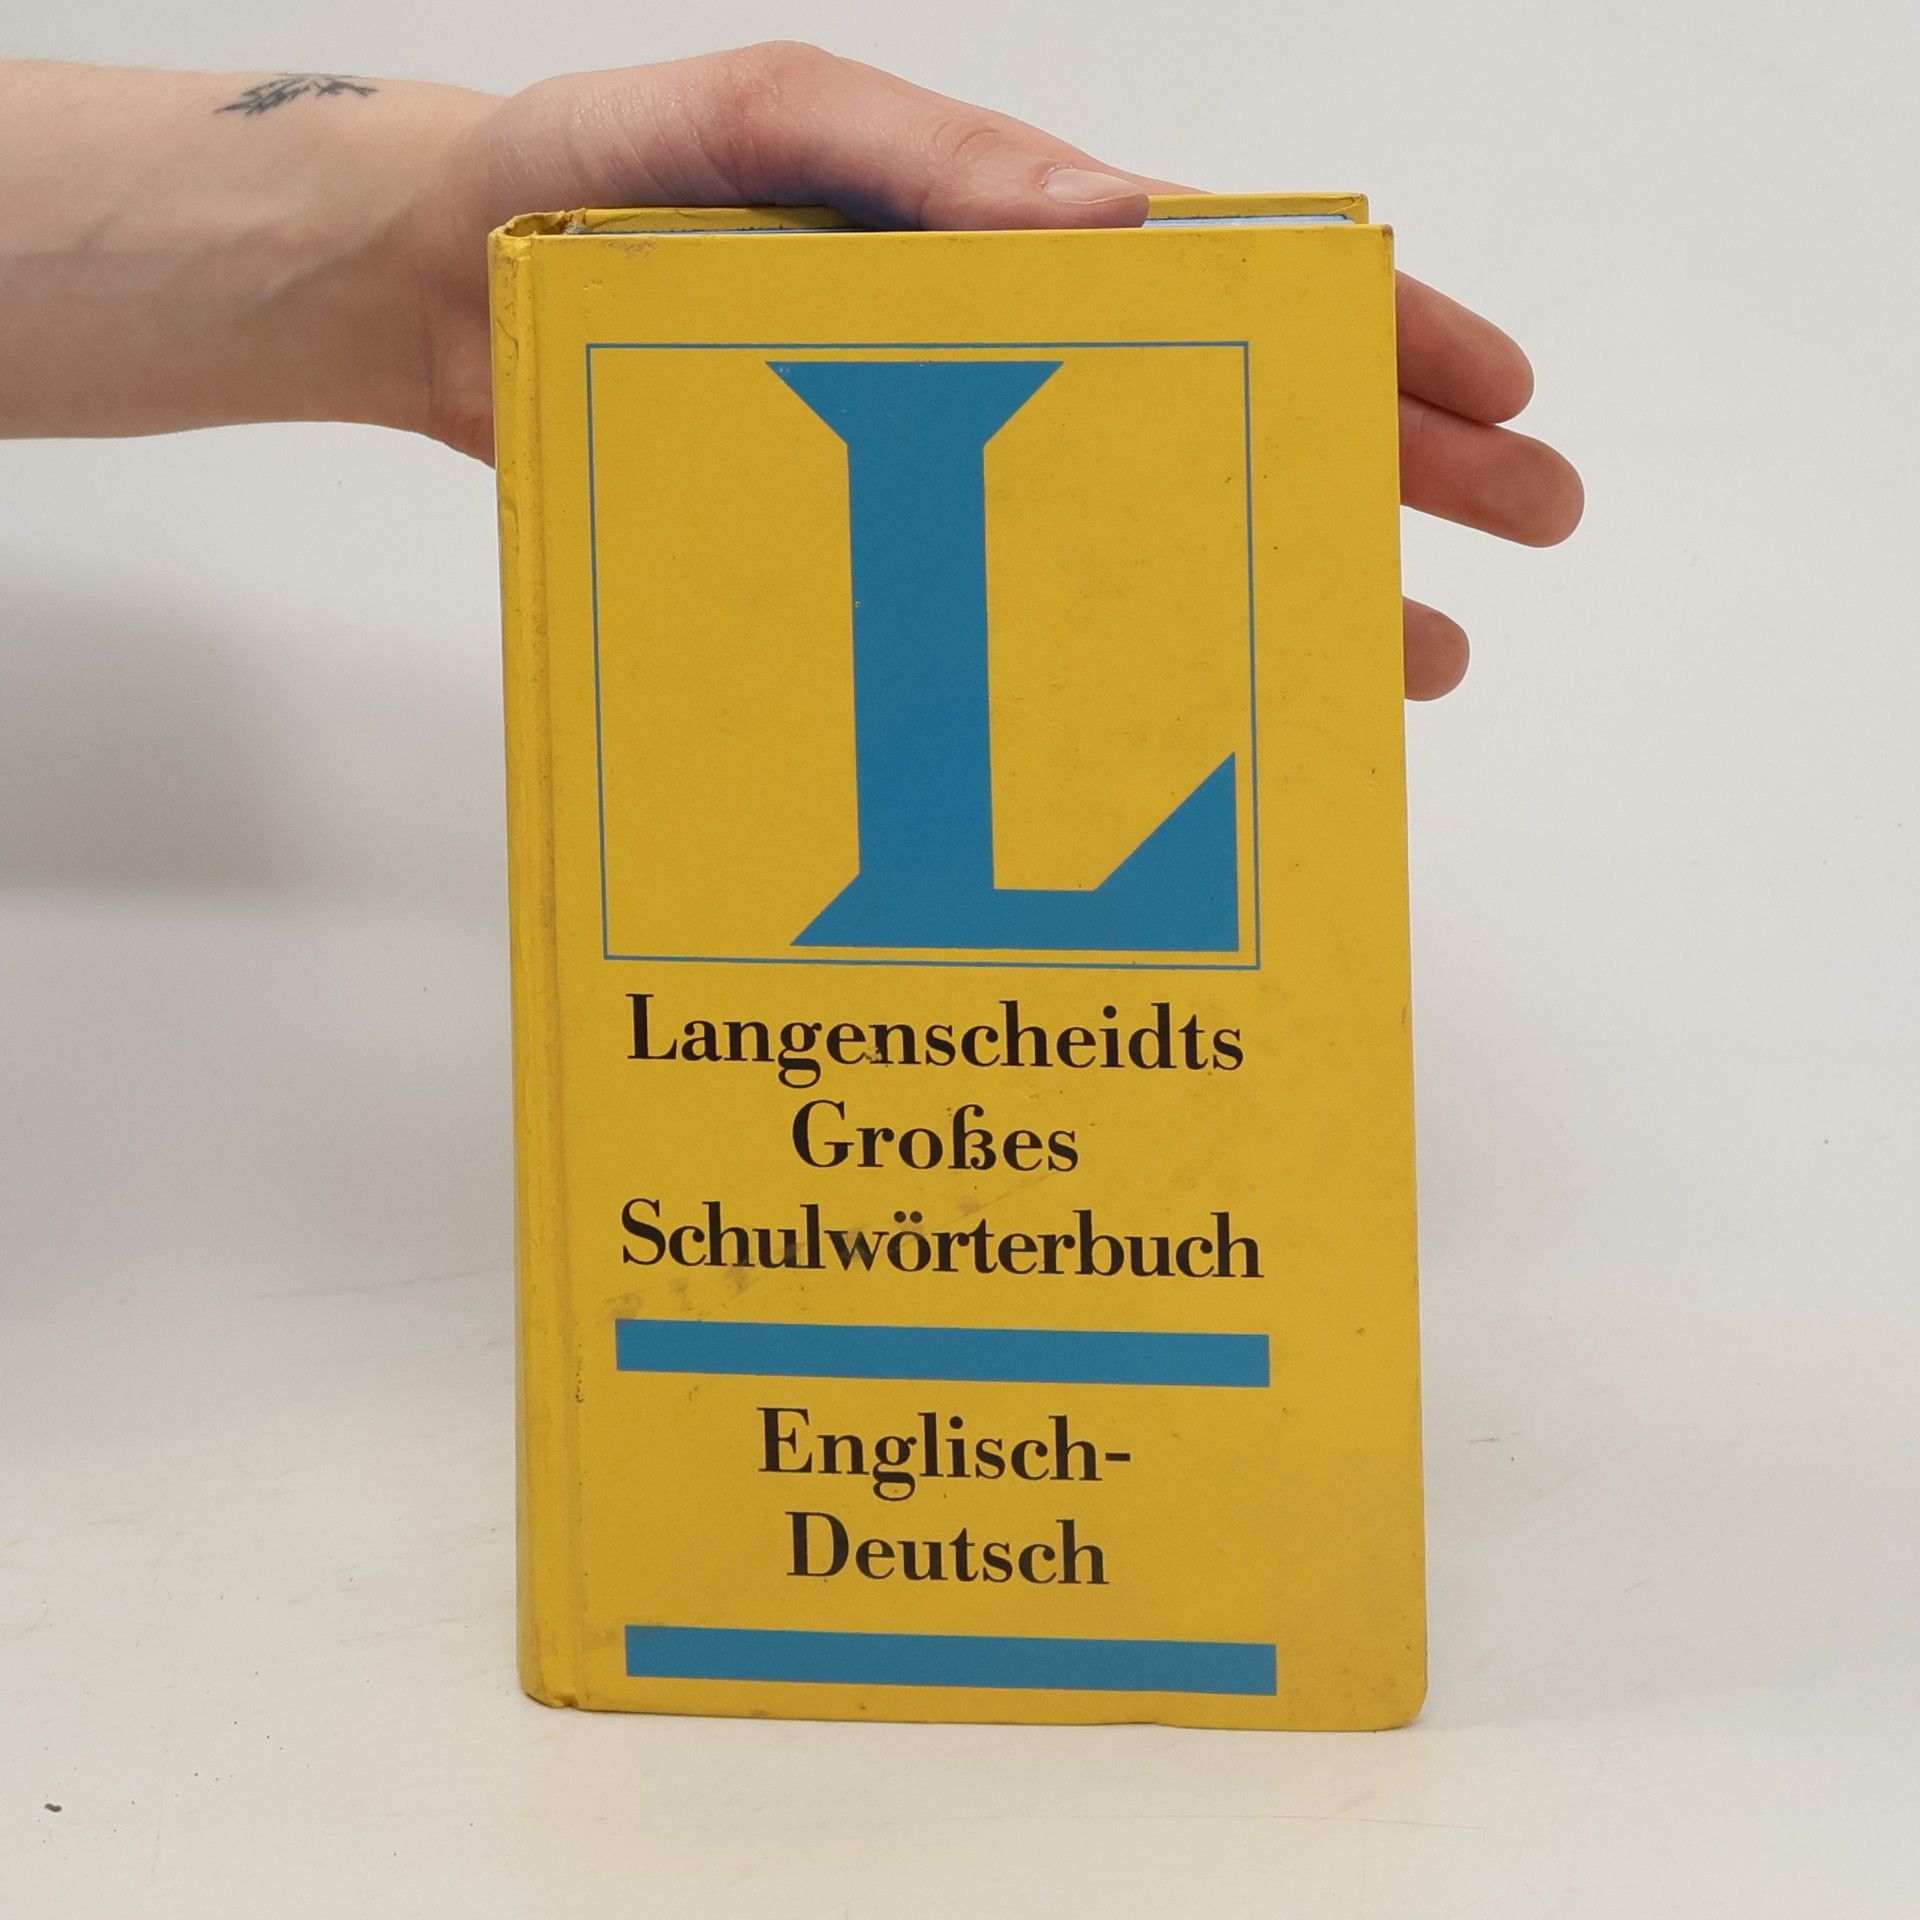 L
Langenscheidts
Großes
Schulwörterbuch
Englisch-
Deutsch